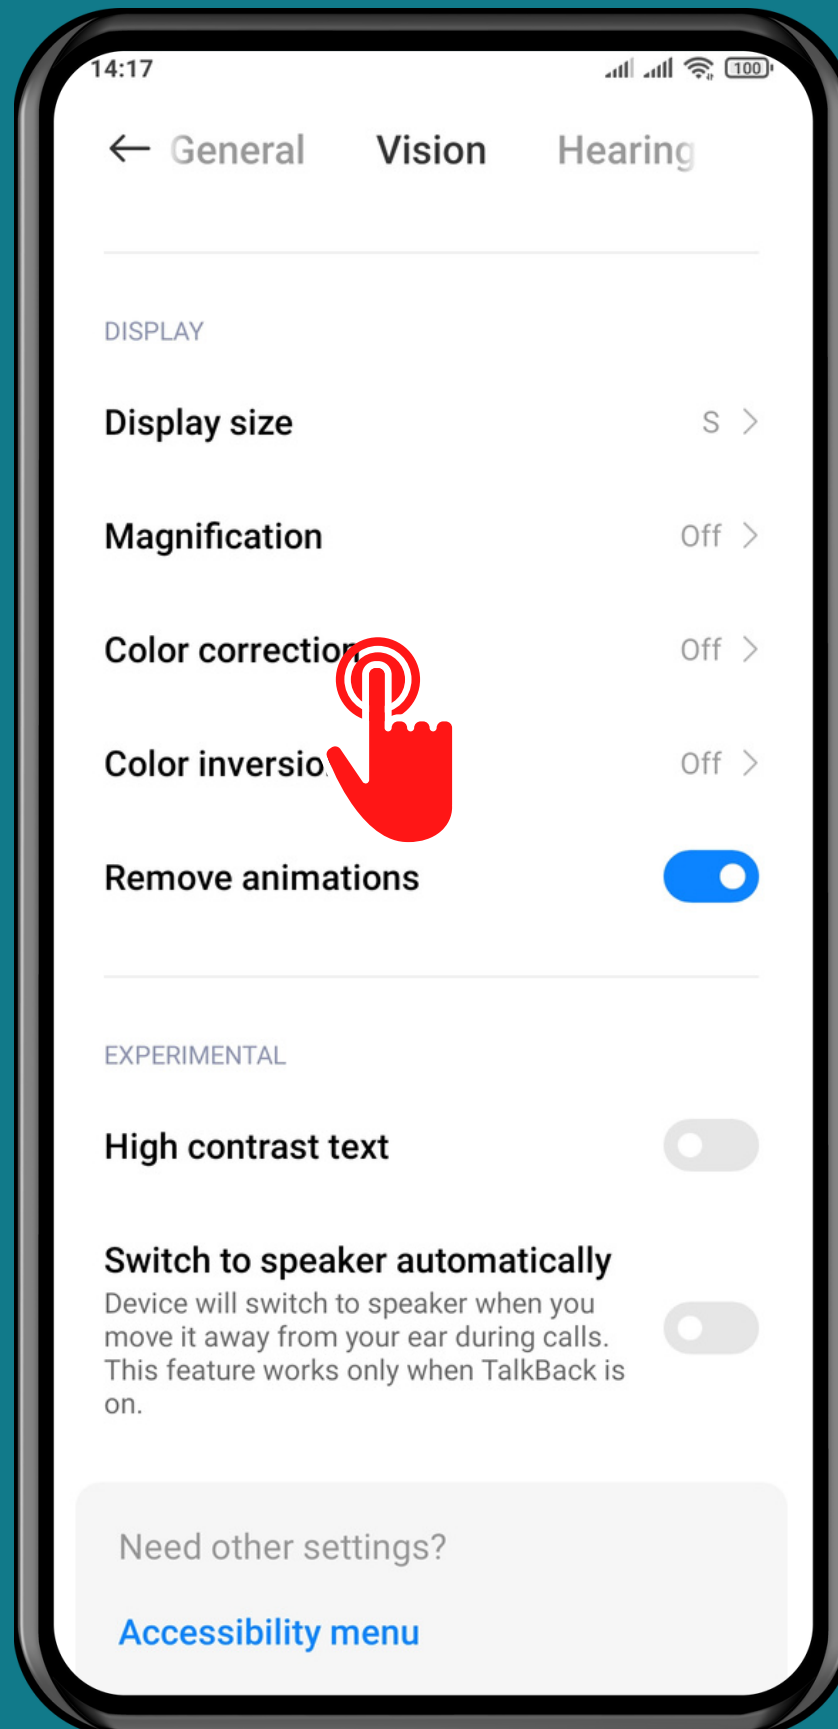 14:17
100
General Vision Hearing
DISPLAY
Display size S
Magnification Off
Color correction Off
Color inversion Off
Remove animations
EXPERIMENTAL
High contrast text
Switch to speaker automatically
Device will switch to speaker when you
move it away from your ear during calls.
This feature works only when TalkBack is
on.
Need other settings?
Accessibility menu